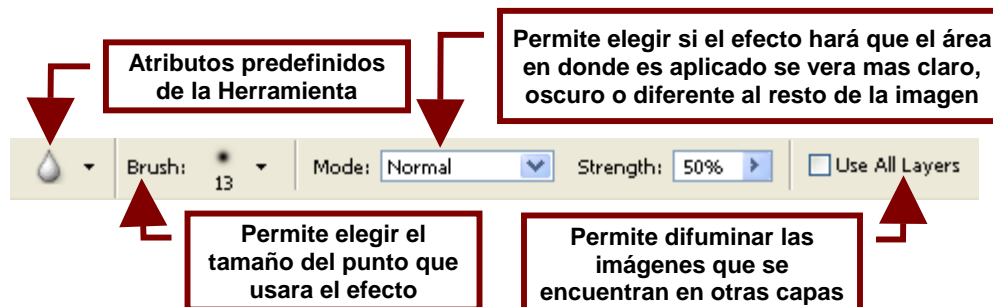 Atributos predefinidos
de la Herramienta
Permite elegir si el efecto hará que el área
en donde es aplicado se vera mas claro,
oscuro o diferente al resto de la imagen
Brush: 13 Mode: Normal Strength: 50% Use All Layers
Permite elegir el
tamaño del punto que
usara el efecto
Permite difuminar las
imágenes que se
encuentran en otras capas